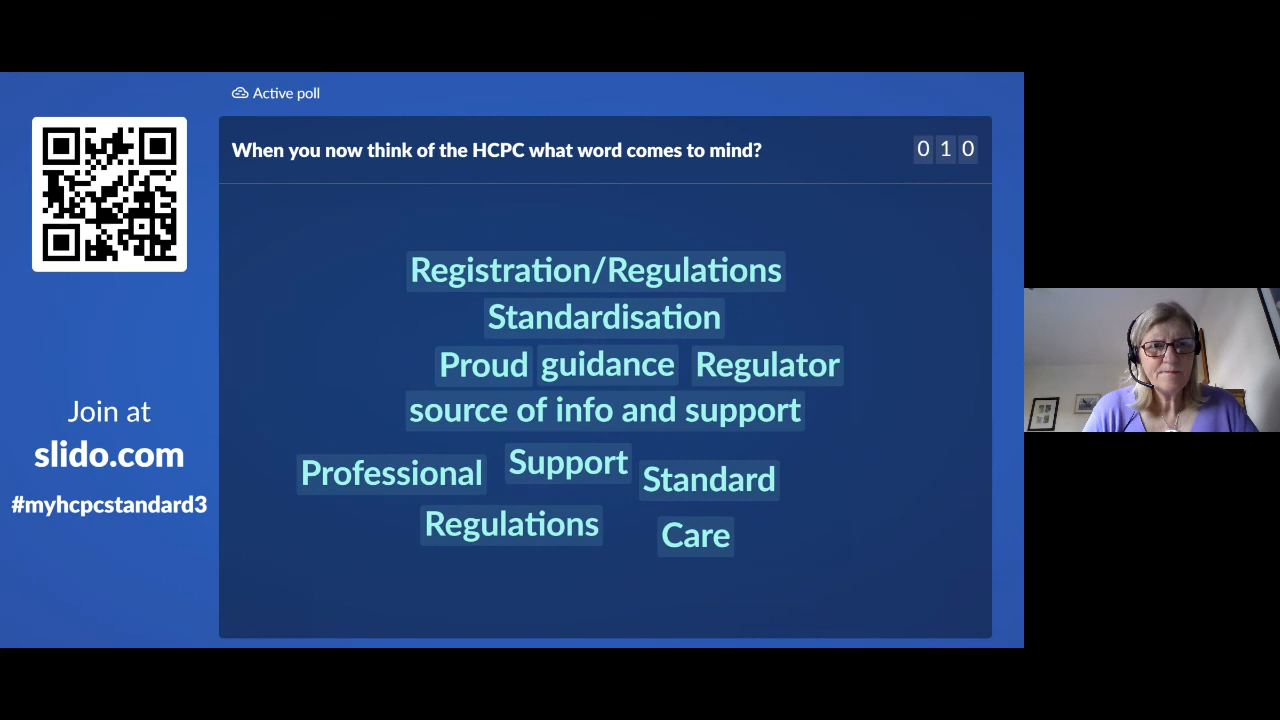 Active poll
When you now think of the HCPC what word comes to mind?
0 1 0
Registration/Regulations
Standardisation
Proud guidance Regulator
source of info and support
Professional Support Standard
Regulations Care
Join at
slido.com
#myhcpcstandard3